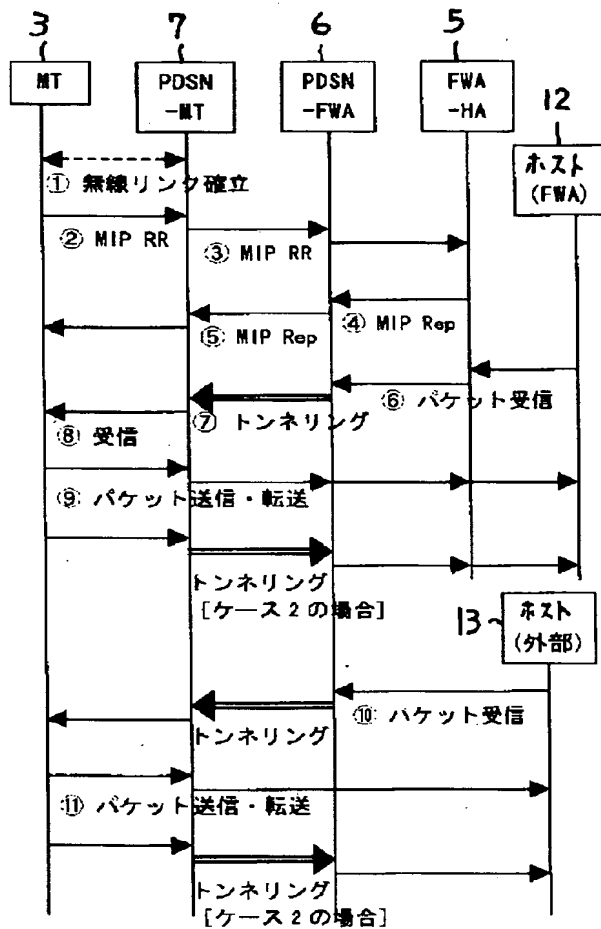 3
7
6
5
MT
PDSN
-MT
PDSN
-FWA
FWA
-HA
12
ホスト
(FWA)
① 無線リンク確立
② MIP RR
③ MIP RR
④ MIP Rep
⑤ MIP Rep
⑥ パケット受信
⑦ トンネリング
⑧ 受信
⑨ パケット送信・転送
トンネリング
[ケース2の場合]
13
ホスト
(外部)
⑩ パケット受信
トンネリング
⑪ パケット送信・転送
トンネリング
[ケース2の場合]